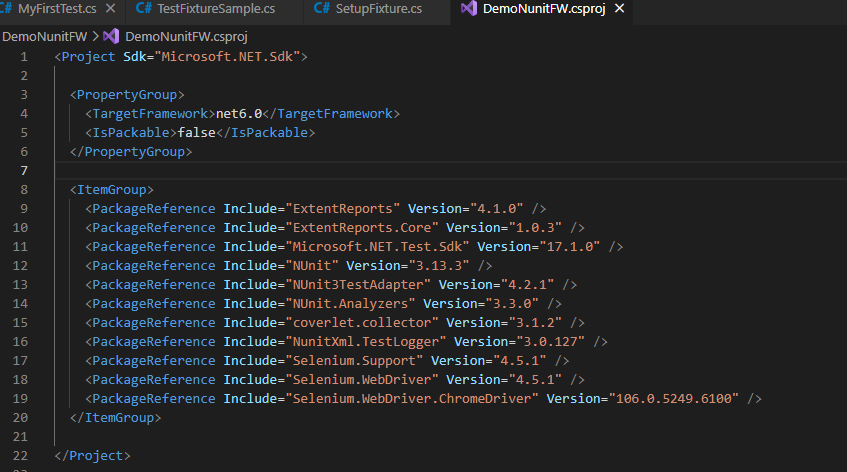 MyFirstTest.cs TestFixtureSample.cs SetupFixture.cs DemoNunitFW.csproj
DemoNunitFW > DemoNunitFW.csproj
1 <Project Sdk="Microsoft.NET.Sdk">
2
3 <PropertyGroup>
4 <TargetFramework>net6.0</TargetFramework>
5 <IsPackable>false</IsPackable>
6 </PropertyGroup>
7
8 <ItemGroup>
9 <PackageReference Include="ExtentReports" Version="4.1.0" />
10 <PackageReference Include="ExtentReports.Core" Version="1.0.3" />
11 <PackageReference Include="Microsoft.NET.Test.Sdk" Version="17.1.0" />
12 <PackageReference Include="NUnit" Version="3.13.3" />
13 <PackageReference Include="NUnit3TestAdapter" Version="4.2.1" />
14 <PackageReference Include="NUnit.Analyzers" Version="3.3.0" />
15 <PackageReference Include="coverlet.collector" Version="3.1.2" />
16 <PackageReference Include="NunitXml.TestLogger" Version="3.0.127" />
17 <PackageReference Include="Selenium.Support" Version="4.5.1" />
18 <PackageReference Include="Selenium.WebDriver" Version="4.5.1" />
19 <PackageReference Include="Selenium.WebDriver.ChromeDriver" Version="106.0.5249.6100" />
20 </ItemGroup>
21
22 </Project>